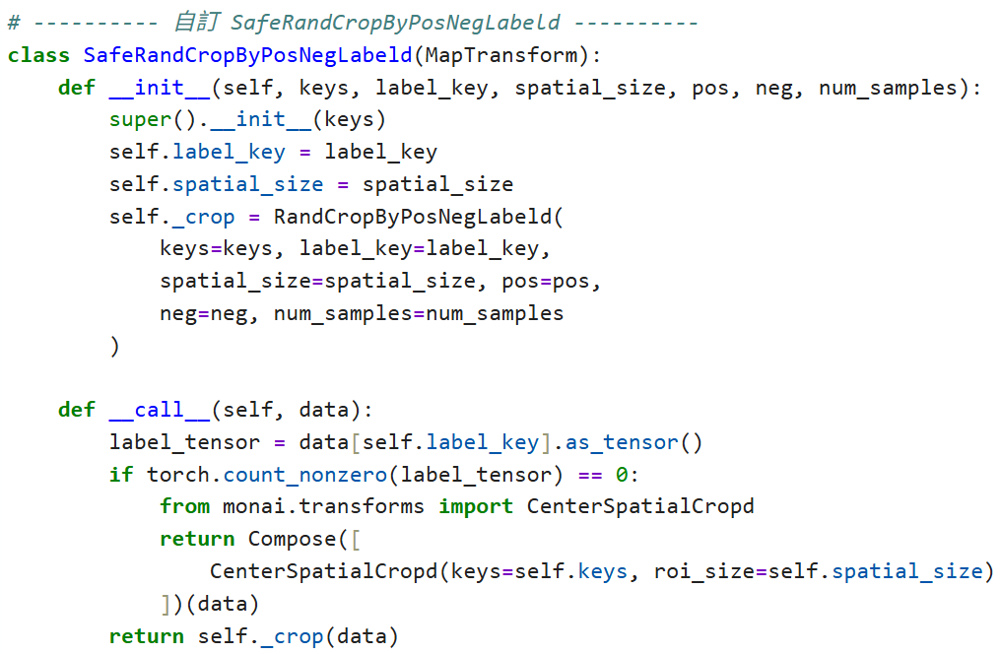 # ---------- 自訂 SafeRandCropByPosNegLabeld ----------
class SafeRandCropByPosNegLabeld(MapTransform):
    def __init__(self, keys, label_key, spatial_size, pos, neg, num_samples):
        super().__init__(keys)
        self.label_key = label_key
        self.spatial_size = spatial_size
        self._crop = RandCropByPosNegLabeld(
            keys=keys, label_key=label_key,
            spatial_size=spatial_size, pos=pos,
            neg=neg, num_samples=num_samples
        )

    def __call__(self, data):
        label_tensor = data[self.label_key].as_tensor()
        if torch.count_nonzero(label_tensor) == 0:
            from monai.transforms import CenterSpatialCropd
            return Compose([
                CenterSpatialCropd(keys=self.keys, roi_size=self.spatial_size)
            ])(data)
        return self._crop(data)